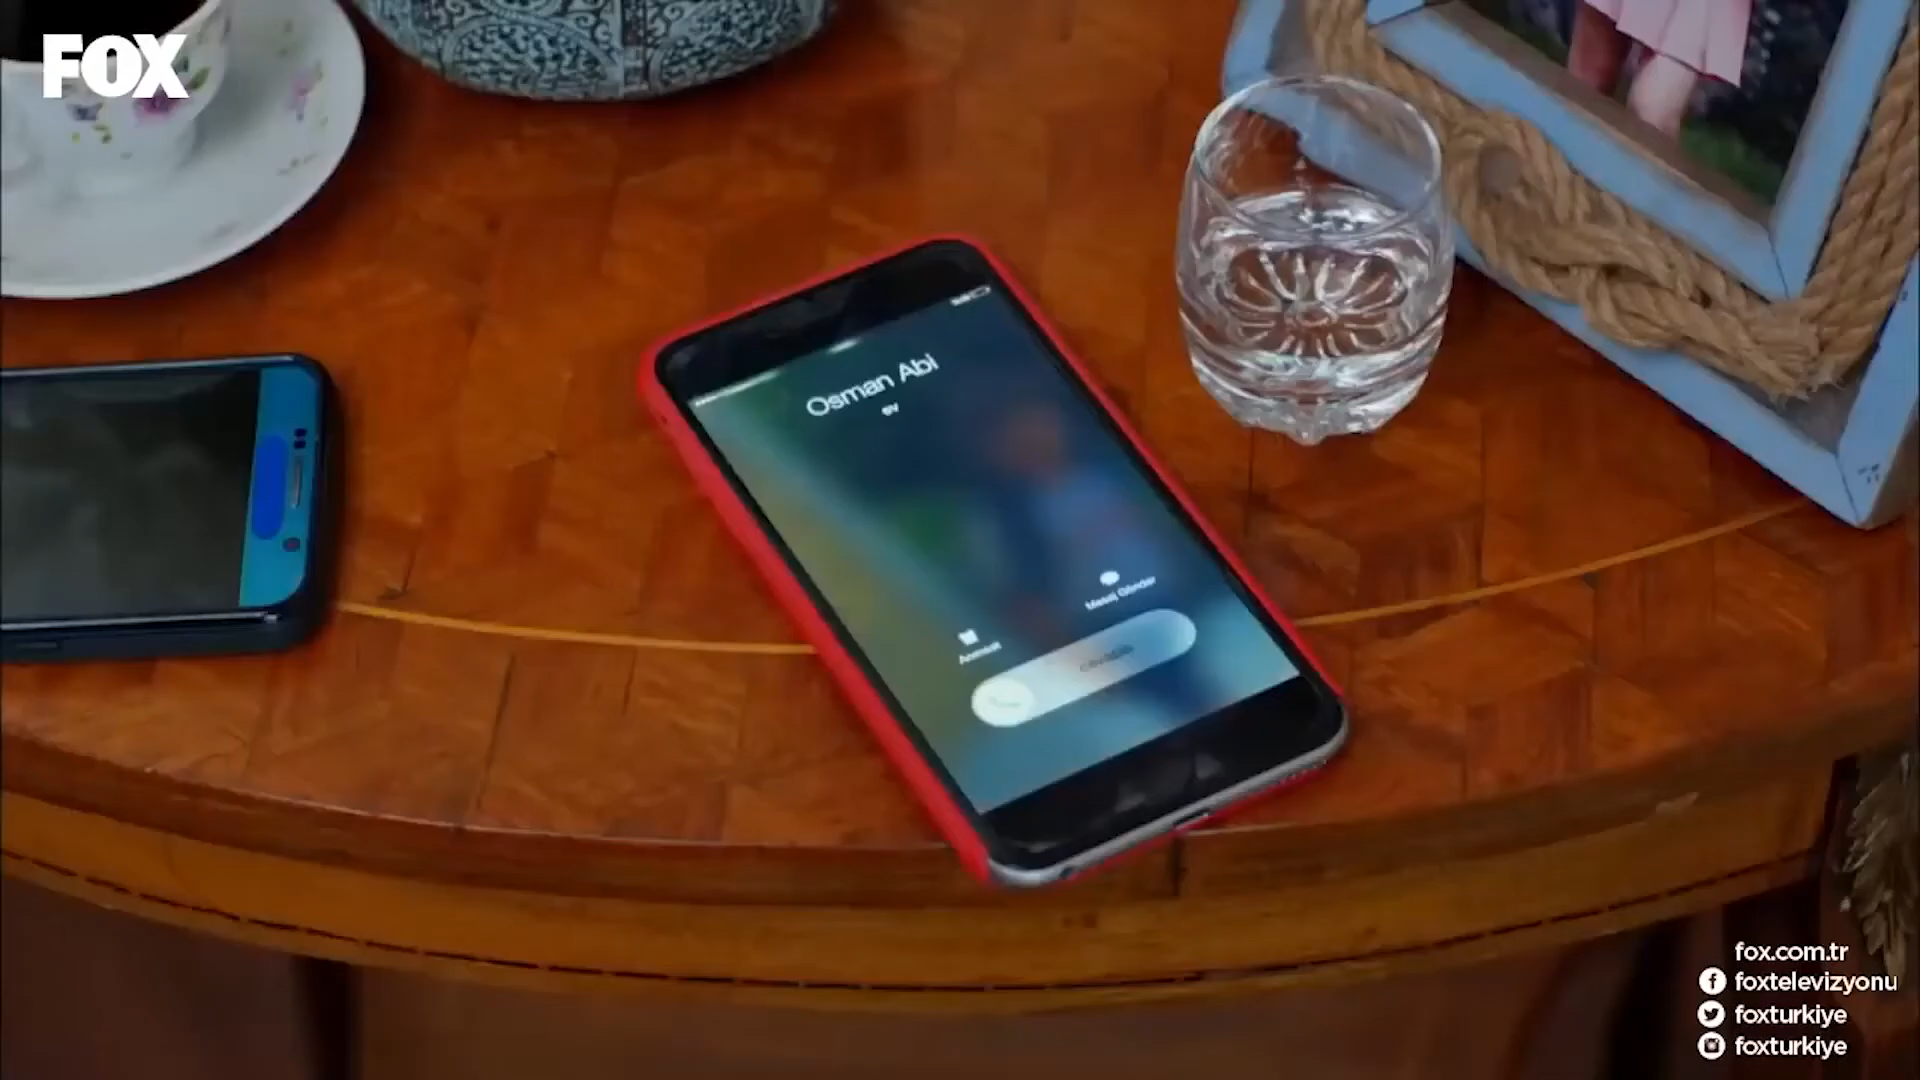 FOX
Osman Abi
ev
Mesaj Gönder
Anımsat
fox.com.tr
foxtelevizyonu
foxturkiye
foxturkiye